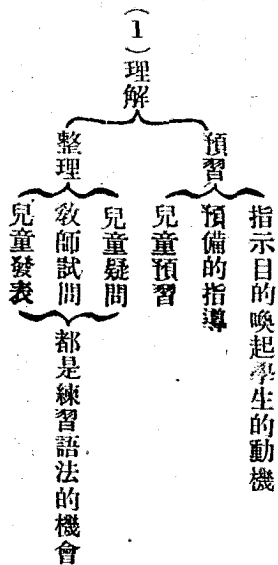 （1）理解
預習
指示目的喚起學生的動機
預備的指導
兒童預習
整理
兒童疑問
教師試問
兒童發表
都是練習語法的機會